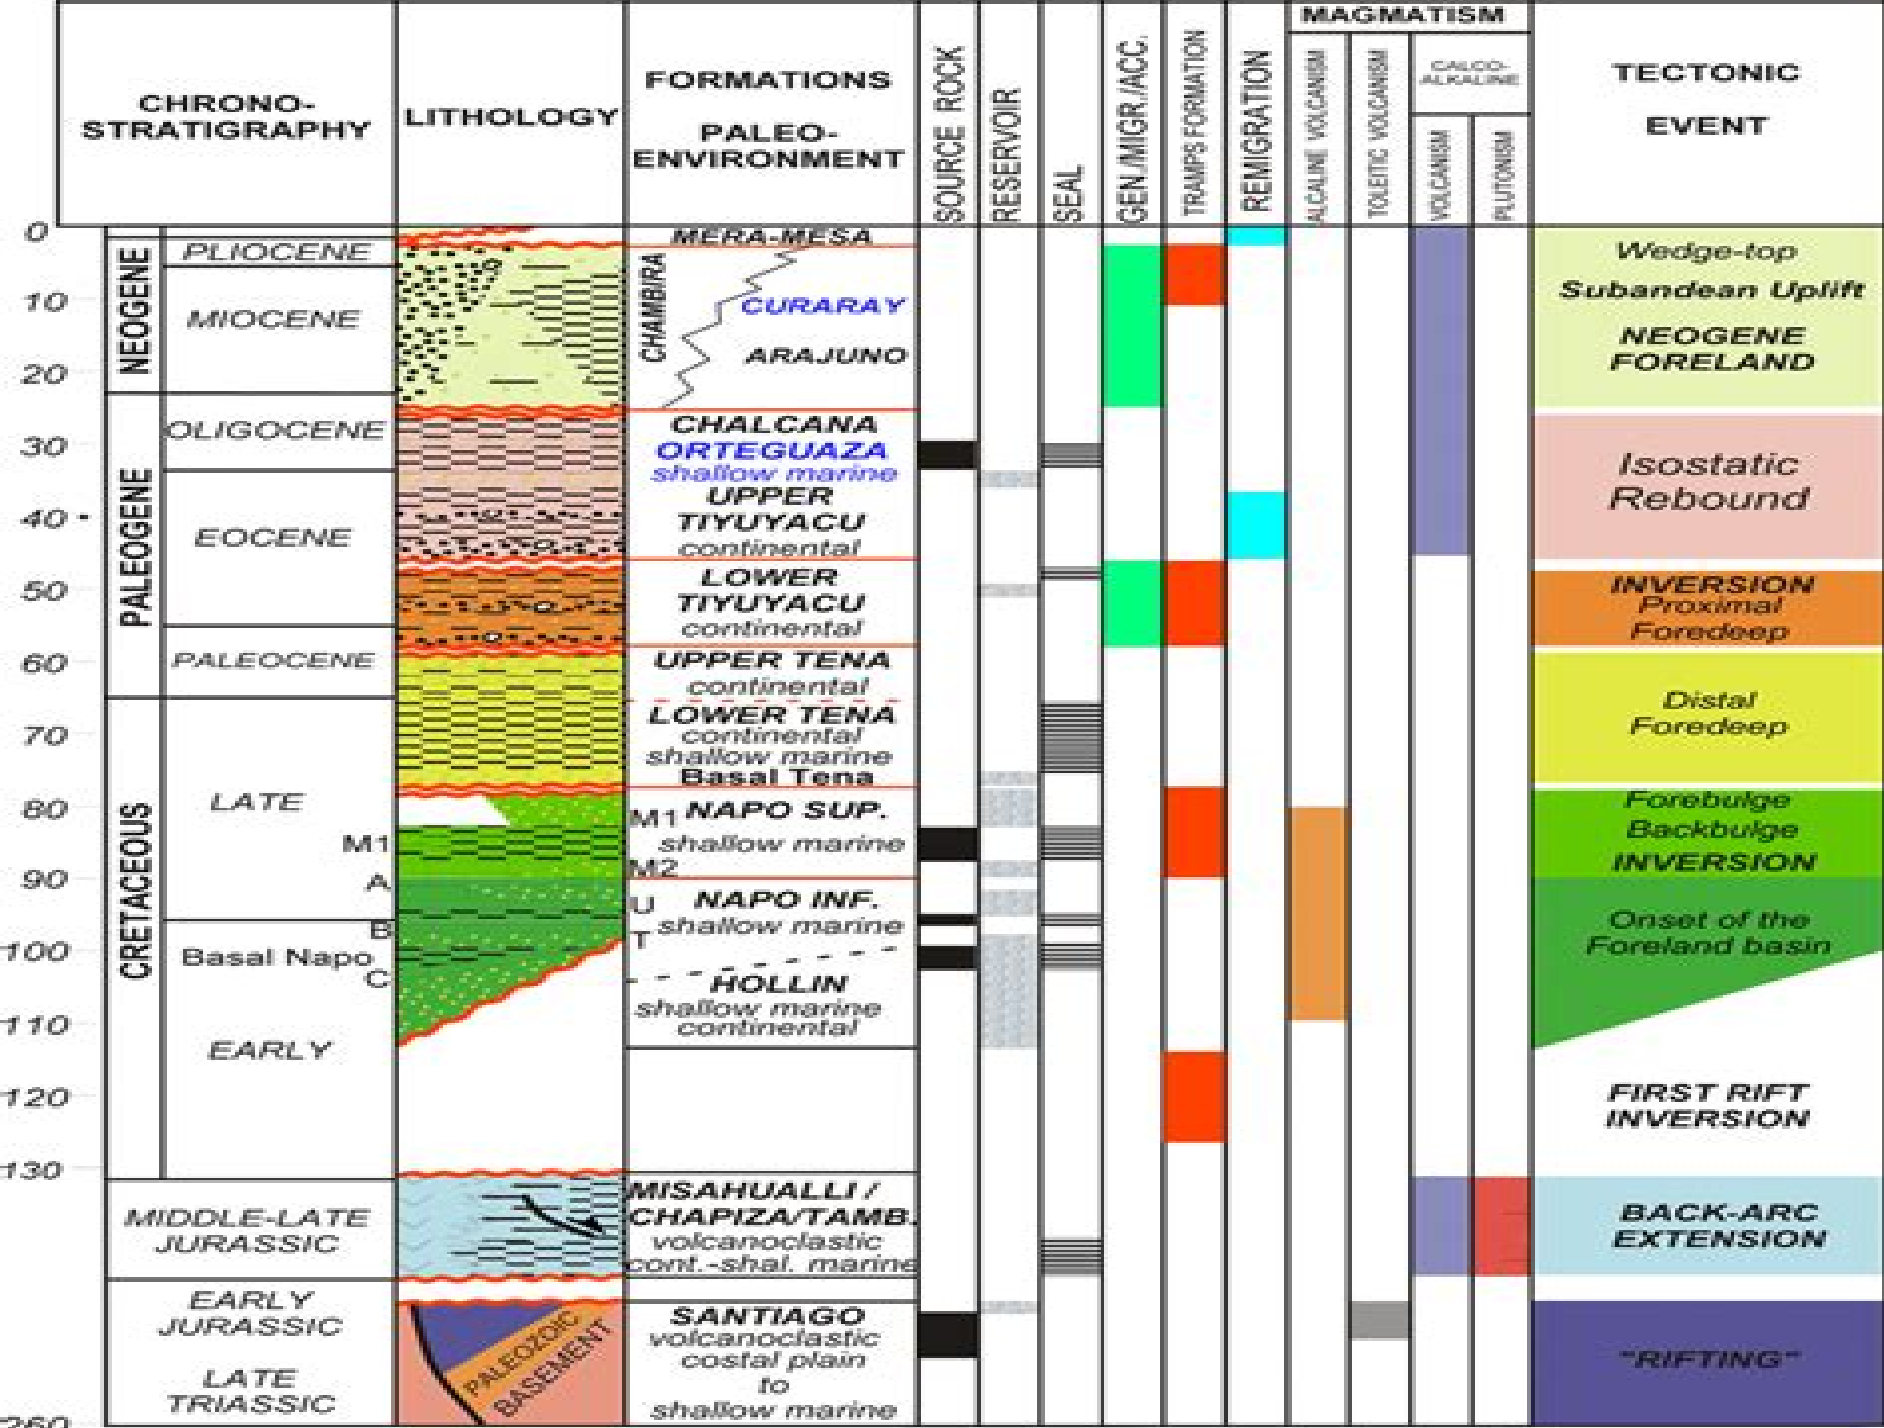 CHRONO-
STRATIGRAPHY
LITHOLOGY
FORMATIONS
PALEO-
ENVIRONMENT
SOURCE ROCK
RESERVOIR
SEAL
GEN./MIGR./ACC.
TRAMPS FORMATION
REMIGRATION
MAGMATISM
ALCALINE VOLCANISM
TOLEITIC VOLCANISM
CALCO-
ALKALINE
VOLCANISM
PLUTONISM
TECTONIC
EVENT
0
10
20
30
40
50
60
70
80
90
100
110
120
130
260
NEOGENE
PLIOCENE
MIOCENE
PALEOGENE
OLIGOCENE
EOCENE
PALEOCENE
CRETACEOUS
LATE
M1
A
B
Basal Napo
C
EARLY
MIDDLE-LATE
JURASSIC
EARLY
JURASSIC
LATE
TRIASSIC
PALEOZOIC
BASEMENT
MERA-MESA
CHAMBIRA
CURARAY
ARAJUNO
CHALCANA
ORTEGUAZA
shallow marine
UPPER
TIYUYACU
continental
LOWER
TIYUYACU
continental
UPPER TENA
continental
LOWER TENA
continental
shallow marine
Basal Tena
M1 NAPO SUP.
shallow marine
M2
U NAPO INF.
shallow marine
T
HOLLIN
shallow marine
continental
MISAHUALLI /
CHAPIZA/TAMB.
volcanoclastic
cont.-shal. marine
SANTIAGO
volcanoclastic
costal plain
to
shallow marine
Wedge-top
Subandean Uplift
NEOGENE
FORELAND
Isostatic
Rebound
INVERSION
Proximal
Foredeep
Distal
Foredeep
Forebulge
Backbulge
INVERSION
Onset of the
Foreland basin
FIRST RIFT
INVERSION
BACK-ARC
EXTENSION
"RIFTING"